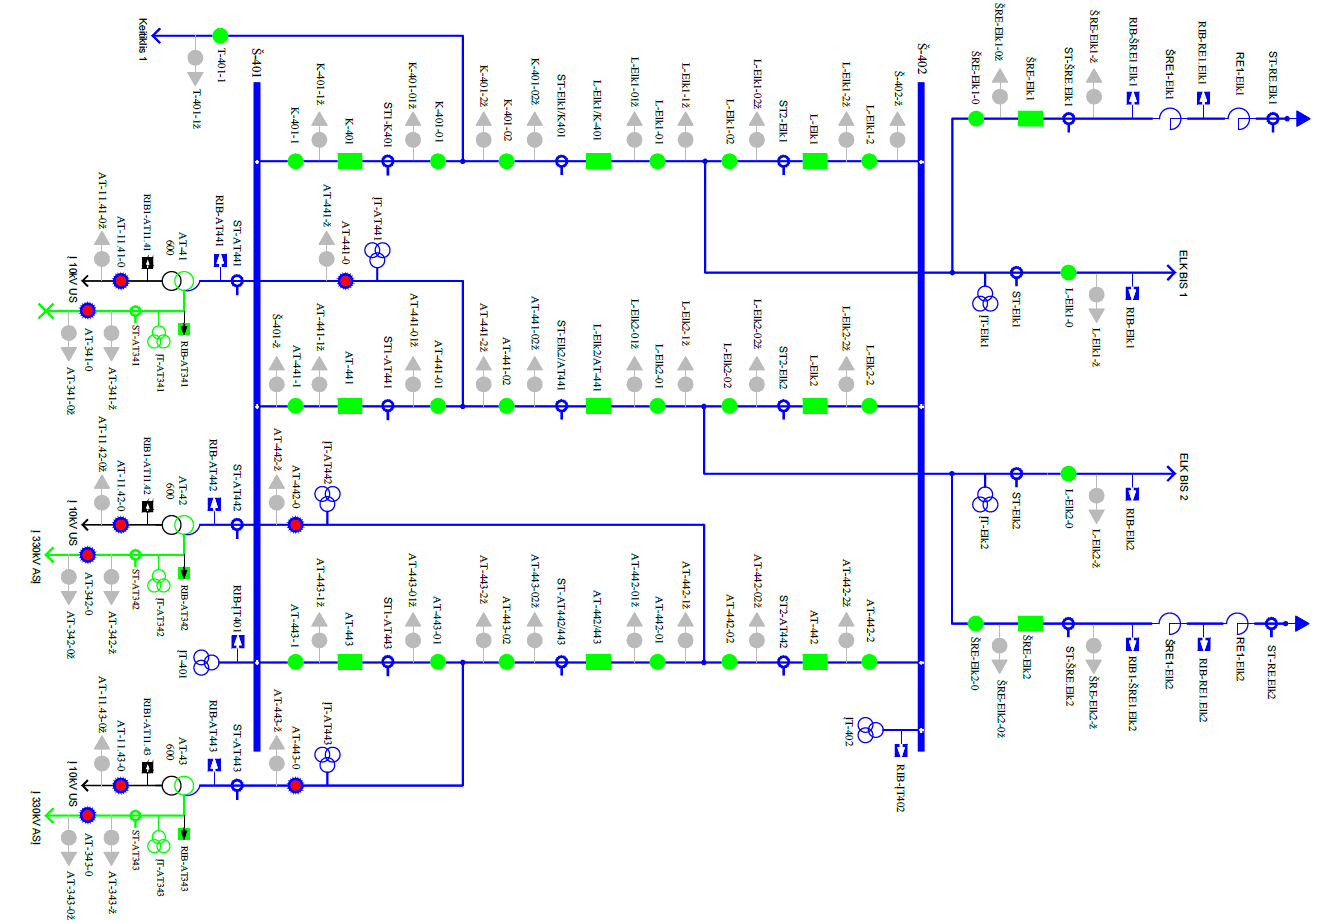 Keitiklis 1
T-401-1
T-401-1ž
Š-401
K-401-1
K-401-1ž
K-401
ST1-K401
K-401-01ž
K-401-01
K-401-2ž
K-401-02
K-401-02ž
ST-Elk1/K401
L-Elk1/K-401
L-Elk1-01ž
L-Elk1-01
L-Elk1-1ž
L-Elk1-02
L-Elk1-02ž
ST2-Elk1
L-Elk1
L-Elk1-2ž
L-Elk1-2
Š-402-ž
Š-402
ŠRE-Elk1-0
ŠRE-Elk1-0ž
ŠRE-Elk1
ST-ŠRE.Elk1
ŠRE-Elk1-ž
RIB-ŠRE1.Elk1
ŠRE1-Elk1
RIB-RE1.Elk1
RE1-Elk1
ST-RE.Elk1
AT-11.41-0ž
AT-11.41-0
RIB1-AT11.41
AT-41
600
RIB-AT441
ST-AT441
AT-441-ž
AT-441-0
ĮT-AT441
Į 10kV US
AT-341-0ž
AT-341-0
AT-341-ž
ST-AT341
ĮT-AT341
RIB-AT341
ELK BIS 1
ĮT-Elk1
ST-Elk1
L-Elk1-0
L-Elk1-ž
RIB-Elk1
Š-401-ž
AT-441-1
AT-441-1ž
AT-441
ST1-AT441
AT-441-01ž
AT-441-01
AT-441-2ž
AT-441-02
AT-441-02ž
ST-Elk2/AT441
L-Elk2/AT-441
L-Elk2-01ž
L-Elk2-01
L-Elk2-1ž
L-Elk2-02
L-Elk2-02ž
ST2-Elk2
L-Elk2
L-Elk2-2ž
L-Elk2-2
AT-11.42-0ž
AT-11.42-0
RIB1-AT11.42
AT-42
600
RIB-AT442
ST-AT442
AT-442-ž
AT-442-0
ĮT-AT442
Į 10kV US
Į 330kV ASĮ
AT-342-0ž
AT-342-0
AT-342-ž
ST-AT342
ĮT-AT342
RIB-AT342
ELK BIS 2
ĮT-Elk2
ST-Elk2
L-Elk2-0
L-Elk2-ž
RIB-Elk2
RIB-ĮT401
ĮT-401
AT-443-1
AT-443-1ž
AT-443
ST1-AT443
AT-443-01ž
AT-443-01
AT-443-2ž
AT-443-02
AT-443-02ž
ST-AT442/443
AT-442/443
AT-442-01ž
AT-442-01
AT-442-1ž
AT-442-02
AT-442-02ž
ST2-AT442
AT-442
AT-442-2ž
AT-442-2
ŠRE-Elk2-0
ŠRE-Elk2-0ž
ŠRE-Elk2
ST-ŠRE.Elk2
ŠRE-Elk2-ž
RIB1-ŠRE1.Elk2
ŠRE1-Elk2
RIB-RE1.Elk2
RE1-Elk2
ST-RE.Elk2
AT-11.43-0ž
AT-11.43-0
RIB1-AT11.43
AT-43
600
RIB-AT443
ST-AT443
AT-443-ž
AT-443-0
ĮT-AT443
ĮT-402
RIB-ĮT402
Į 10kV US
Į 330kV ASĮ
AT-343-0ž
AT-343-0
AT-343-ž
ST-AT343
ĮT-AT343
RIB-AT343